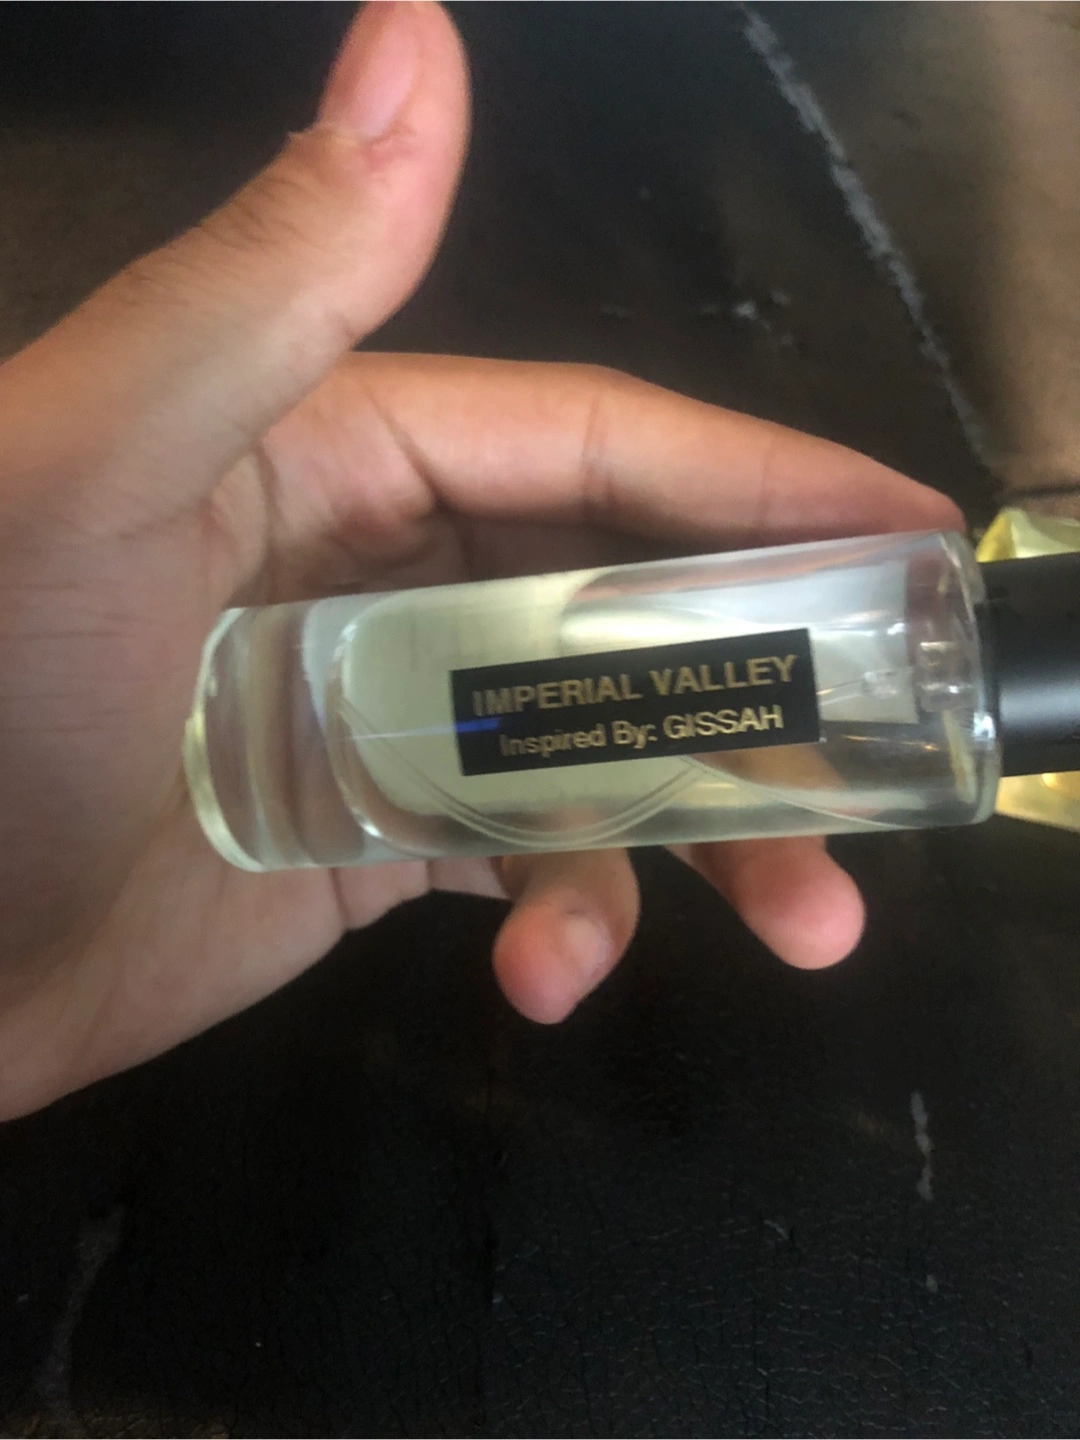 IMPERIAL VALLEY
Inspired By: GISSAH